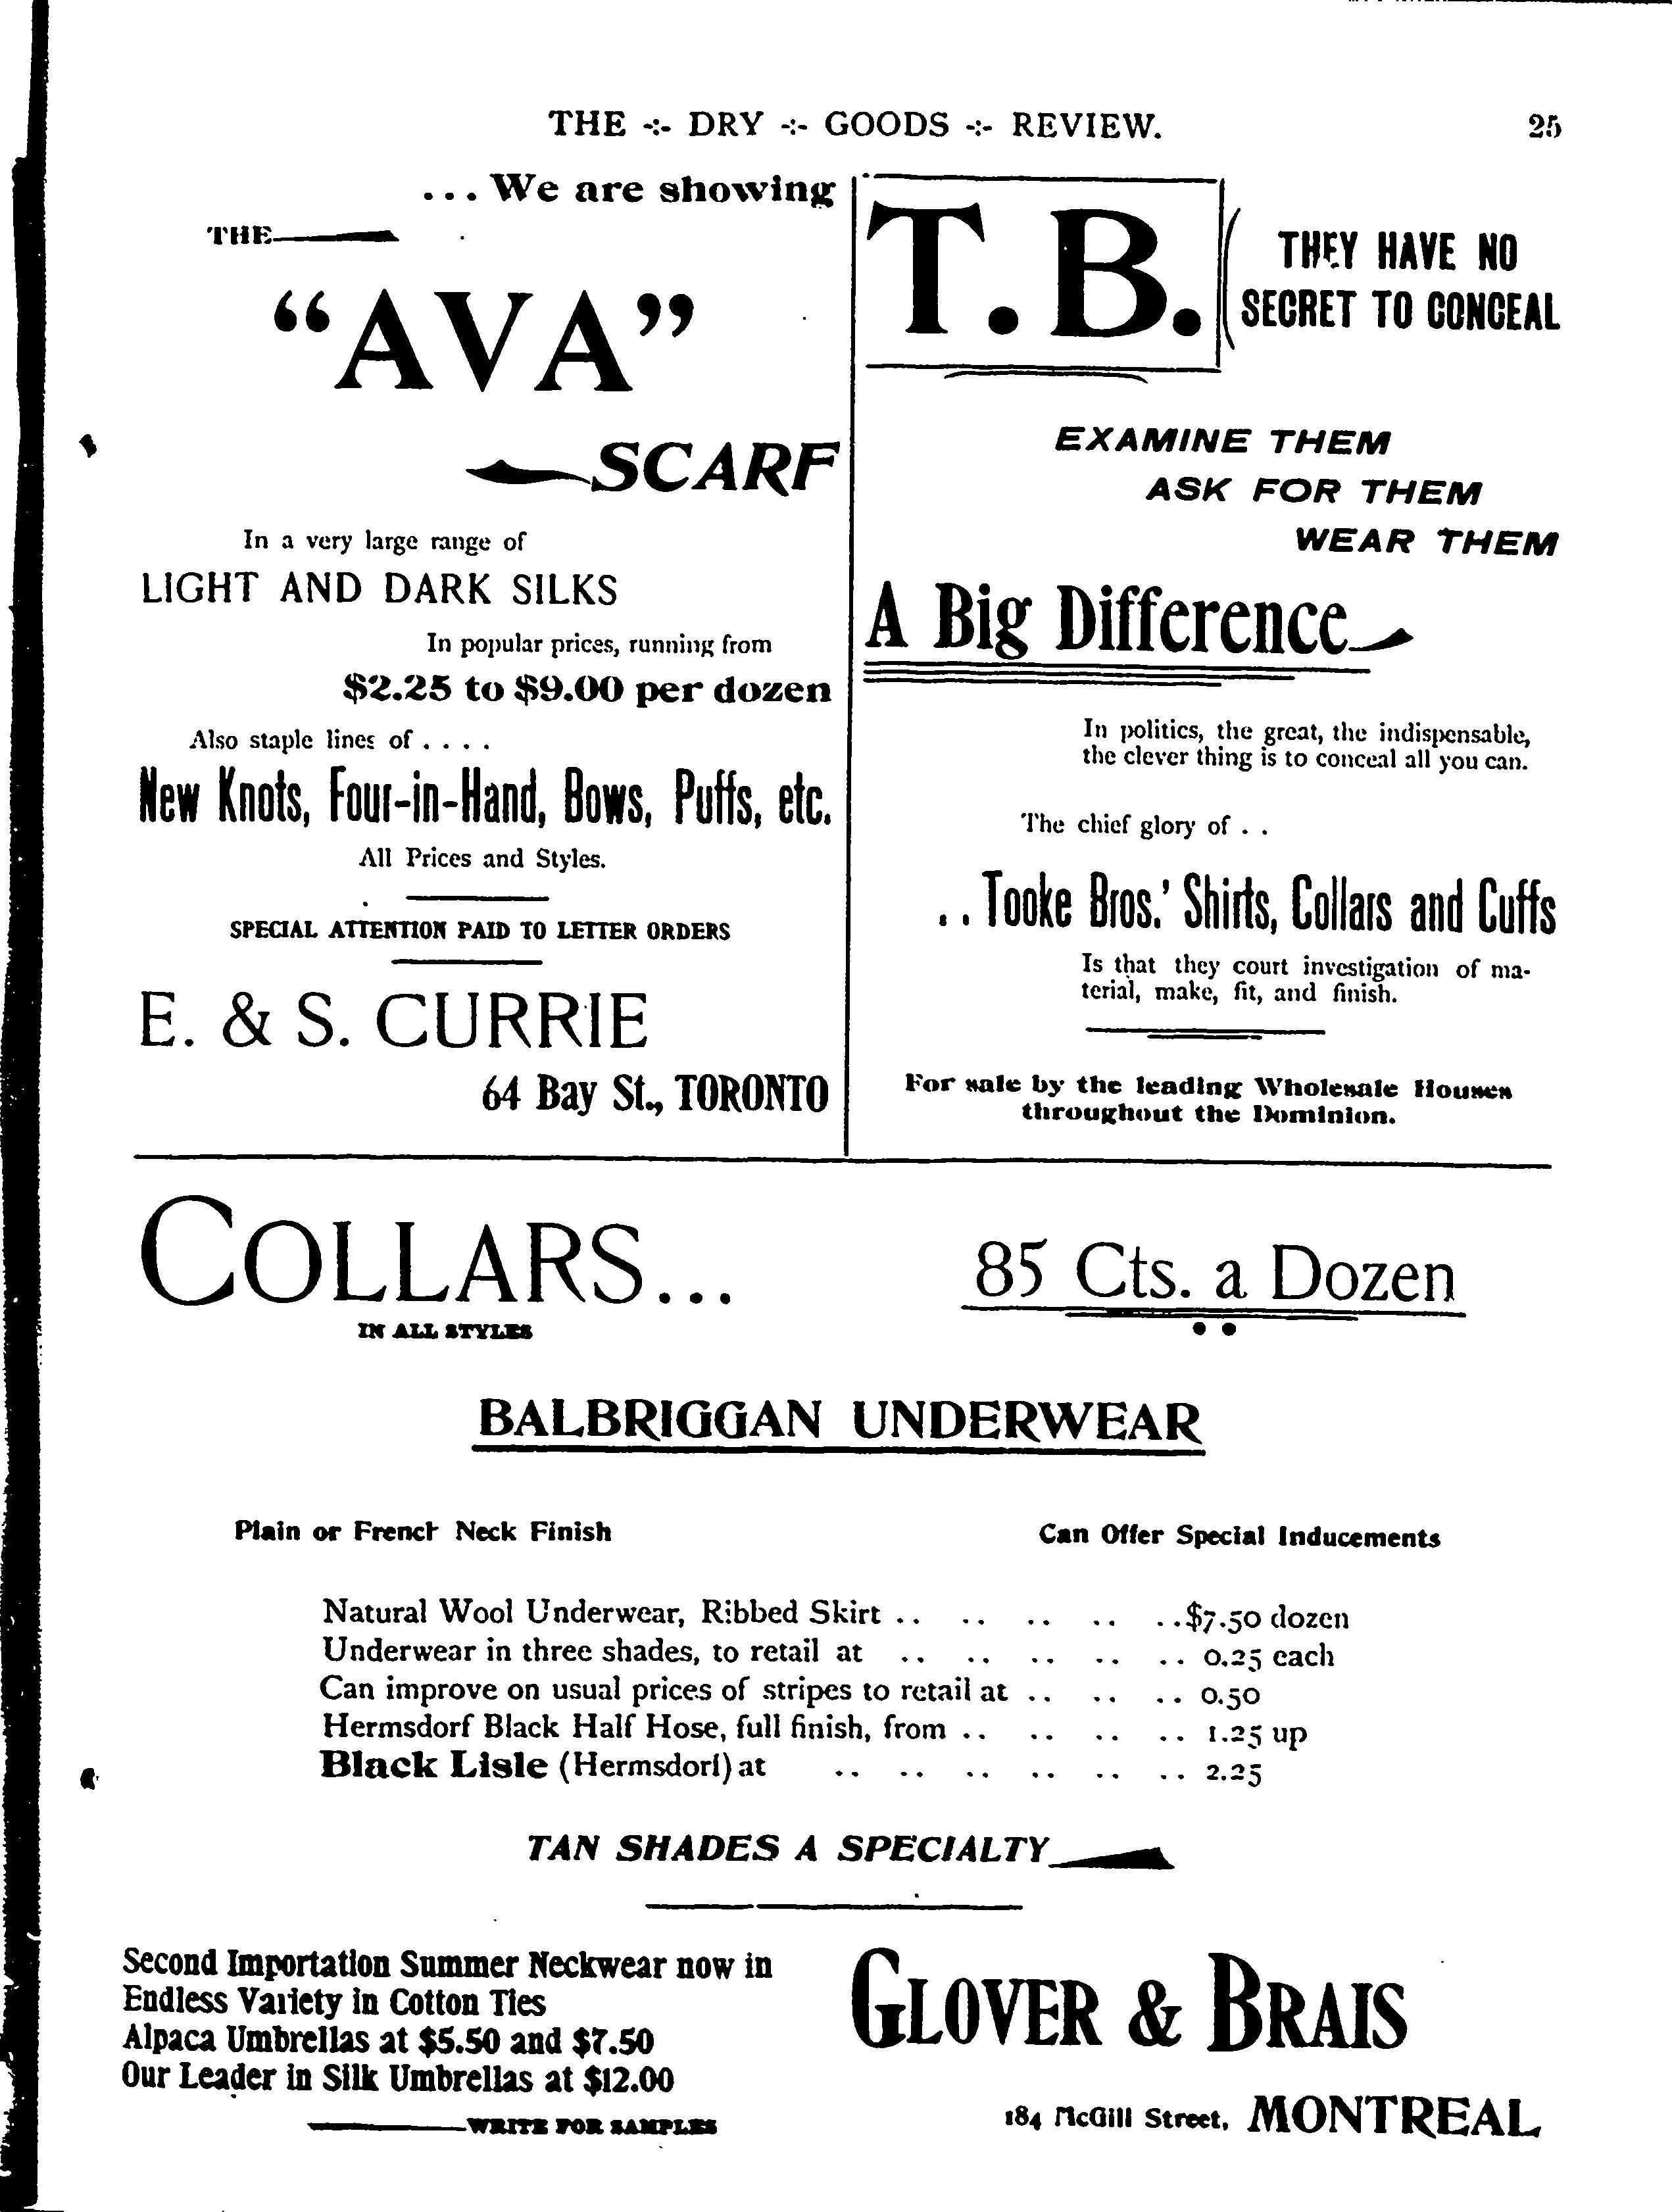 THE -:- DRY -:- GOODS -:- REVIEW.
25
... We are showing
THE
“AVA”
SCARF
In a very large range of
LIGHT AND DARK SILKS
In popular prices, running from
$2.25 to $9.00 per dozen
Also staple lines of . . . .
New Knots, Four-in-Hand, Bows, Puffs, etc.
All Prices and Styles.
SPECIAL ATTENTION PAID TO LETTER ORDERS
E. & S. CURRIE
64 Bay St., TORONTO
T. B.
THEY HAVE NO
SECRET TO CONCEAL
EXAMINE THEM
ASK FOR THEM
WEAR THEM
A Big Difference
In politics, the great, the indispensable,
the clever thing is to conceal all you can.
The chief glory of . .
. . Tooke Bros.' Shirts, Collars and Cuffs
Is that they court investigation of ma-
terial, make, fit, and finish.
For sale by the leading Wholesale Houses
throughout the Dominion.
COLLARS...
IN ALL STYLES
85 Cts. a Dozen
BALBRIGGAN UNDERWEAR
Plain or French Neck Finish
Can Offer Special Inducements
Natural Wool Underwear, Ribbed Skirt .. .. .. .. ..$7.50 dozen
Underwear in three shades, to retail at .. .. .. .. .. 0.25 each
Can improve on usual prices of stripes to retail at .. .. .. 0.50
Hermsdorf Black Half Hose, full finish, from .. .. .. .. 1.25 up
Black Lisle (Hermsdorf) at .. .. .. .. .. .. 2.25
TAN SHADES A SPECIALTY
Second Importation Summer Neckwear now in
Endless Variety in Cotton Ties
Alpaca Umbrellas at $5.50 and $7.50
Our Leader in Silk Umbrellas at $12.00
WRITE FOR SAMPLES
GLOVER & BRAIS
184 McGill Street, MONTREAL